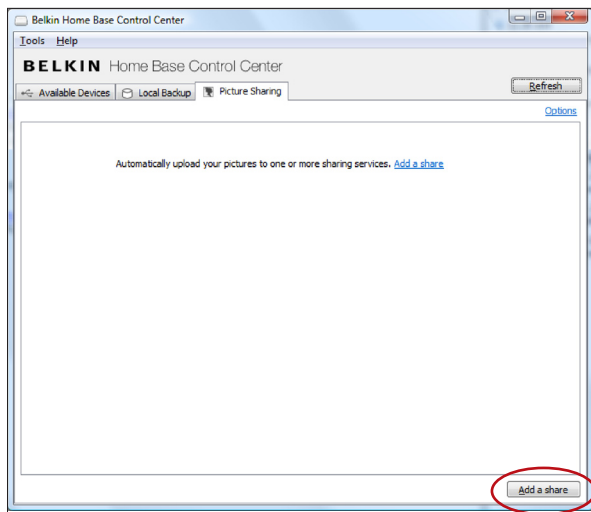 Belkin Home Base Control Center
Tools Help
BELKIN Home Base Control Center
Available Devices Local Backup Picture Sharing Refresh
Options
Automatically upload your pictures to one or more sharing services. Add a share
Add a share